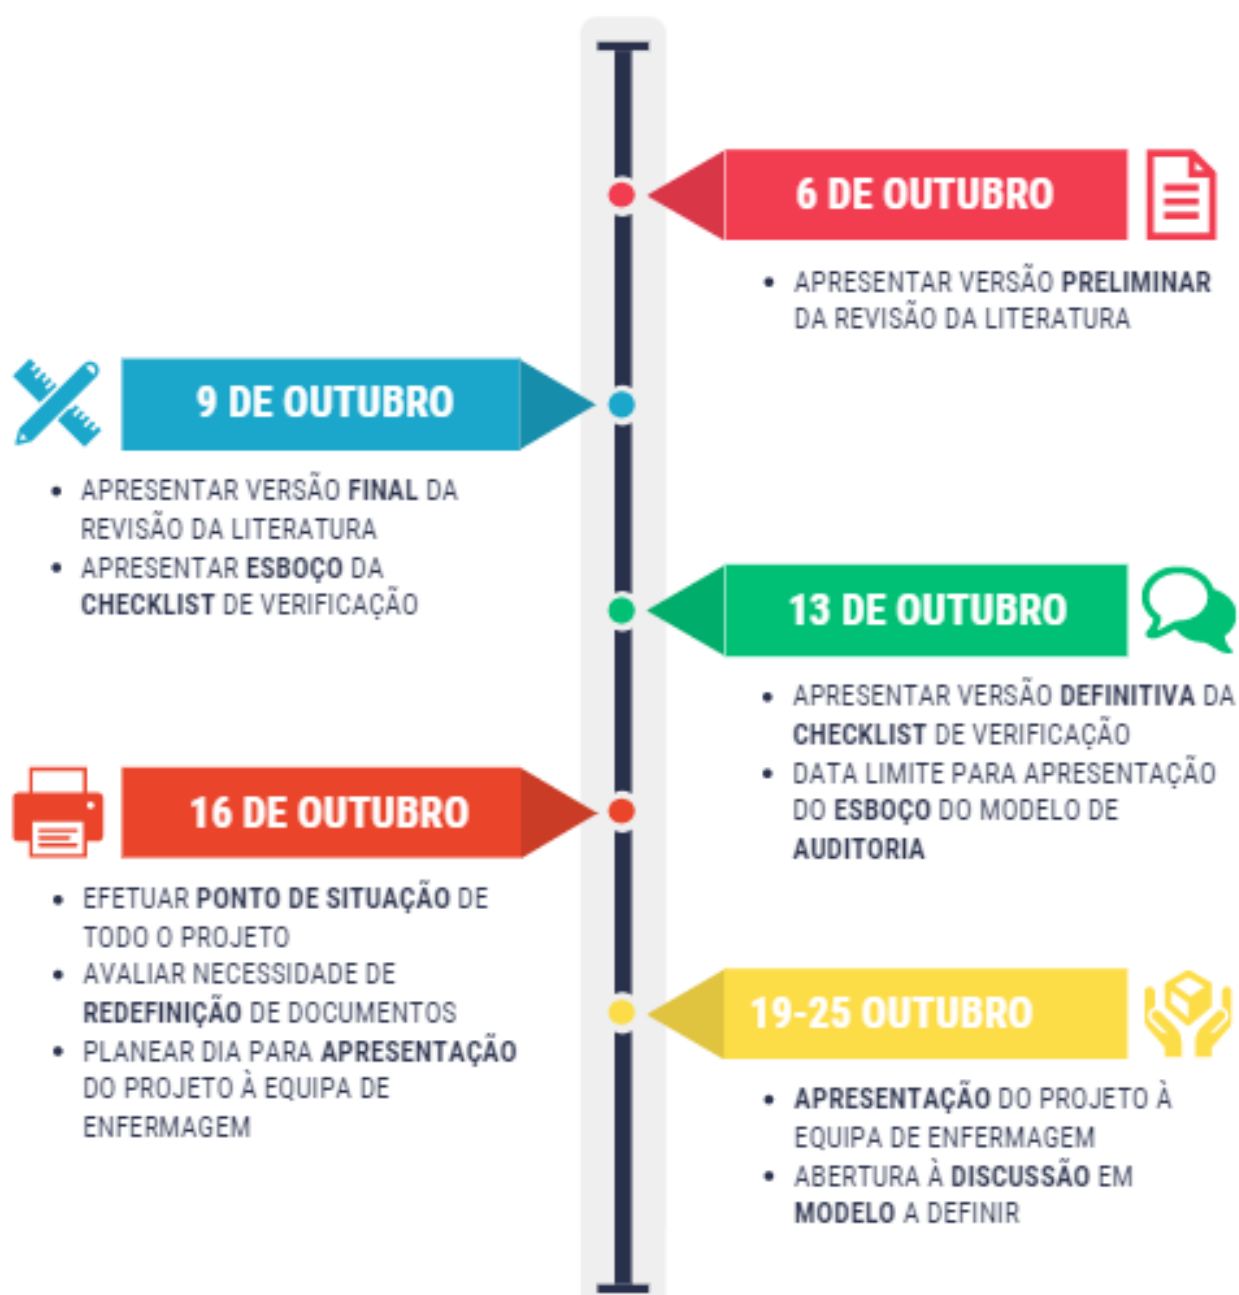 6 DE OUTUBRO
• APRESENTAR VERSÃO PRELIMINAR
DA REVISÃO DA LITERATURA
9 DE OUTUBRO
• APRESENTAR VERSÃO FINAL DA
REVISÃO DA LITERATURA
• APRESENTAR ESBOÇO DA
CHECKLIST DE VERIFICAÇÃO
13 DE OUTUBRO
• APRESENTAR VERSÃO DEFINITIVA DA
CHECKLIST DE VERIFICAÇÃO
• DATA LIMITE PARA APRESENTAÇÃO
DO ESBOÇO DO MODELO DE
AUDITORIA
16 DE OUTUBRO
• EFETUAR PONTO DE SITUAÇÃO DE
TODO O PROJETO
• AVALIAR NECESSIDADE DE
REDEFINIÇÃO DE DOCUMENTOS
• PLANEAR DIA PARA APRESENTAÇÃO
DO PROJETO À EQUIPA DE
ENFERMAGEM
19-25 OUTUBRO
• APRESENTAÇÃO DO PROJETO À
EQUIPA DE ENFERMAGEM
• ABERTURA À DISCUSSÃO EM
MODELO A DEFINIR